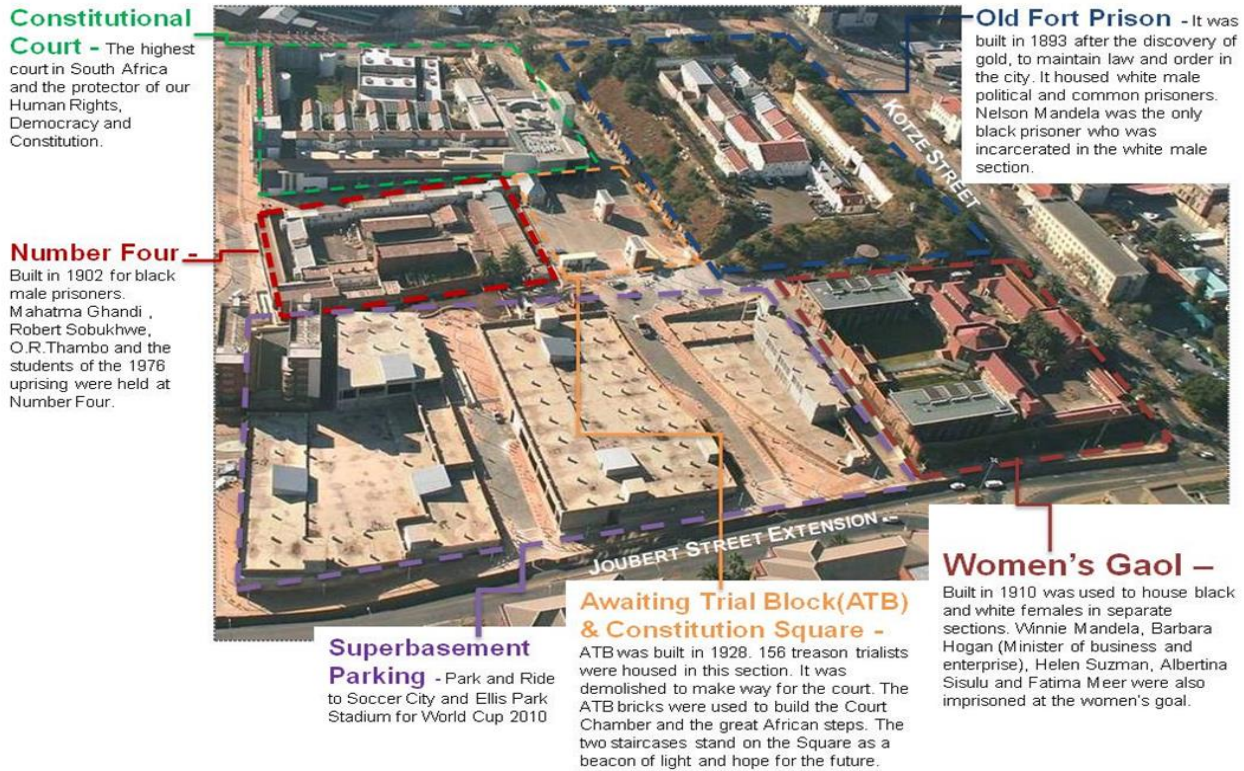 Constitutional
Court - The highest
court in South Africa
and the protector of our
Human Rights,
Democracy and
Constitution.
Old Fort Prison - It was
built in 1893 after the discovery of
gold, to maintain law and order in
the city. It housed white male
political and common prisoners.
Nelson Mandela was the only
black prisoner who was
incarcerated in the white male
section.
KOTZE STREET
Number Four -
Built in 1902 for black
male prisoners.
Mahatma Ghandi ,
Robert Sobukhwe,
O.R.Thambo and the
students of the 1976
uprising were held at
Number Four.
JOUBERT STREET EXTENSION
Superbasement
Parking - Park and Ride
to Soccer City and Ellis Park
Stadium for World Cup 2010
Awaiting Trial Block(ATB)
& Constitution Square -
ATB was built in 1928. 156 treason trialists
were housed in this section. It was
demolished to make way for the court. The
ATB bricks were used to build the Court
Chamber and the great African steps. The
two staircases stand on the Square as a
beacon of light and hope for the future.
Women's Gaol –
Built in 1910 was used to house black
and white females in separate
sections. Winnie Mandela, Barbara
Hogan (Minister of business and
enterprise), Helen Suzman, Albertina
Sisulu and Fatima Meer were also
imprisoned at the women's goal.